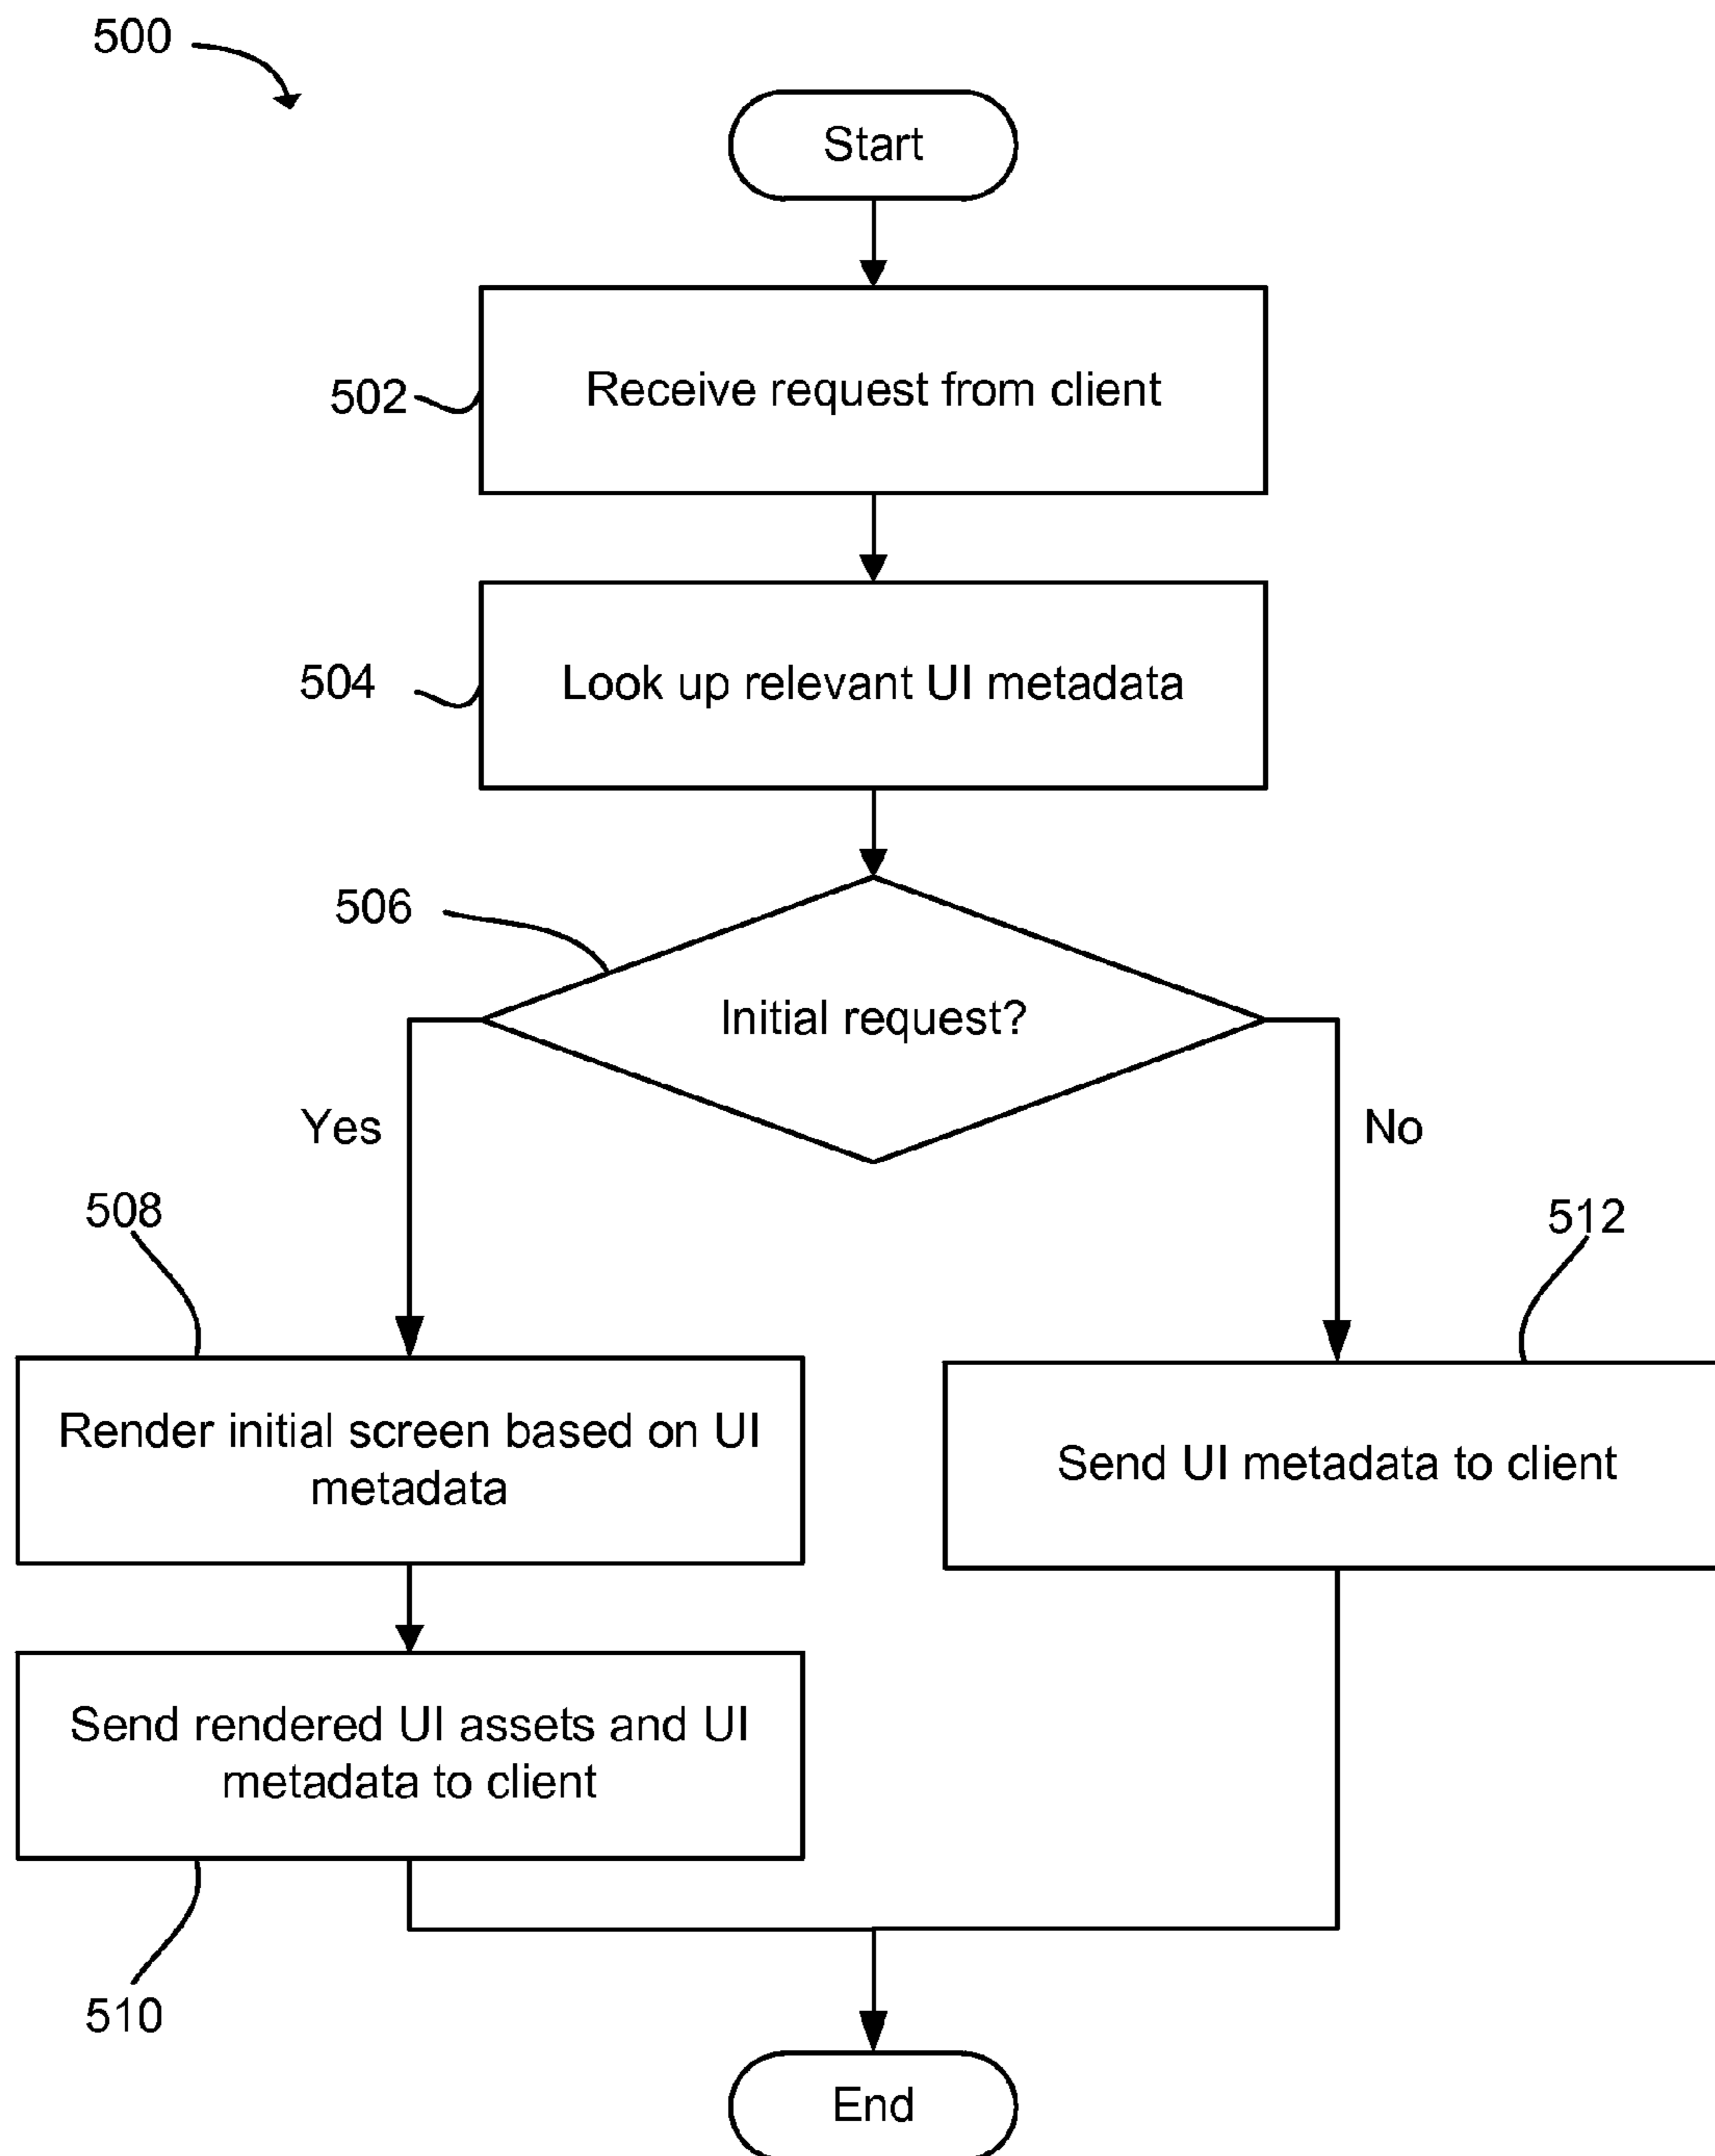 500
Start
502
Receive request from client
504
Look up relevant UI metadata
506
Initial request?
Yes
No
508
512
Render initial screen based on UI
metadata
Send UI metadata to client
Send rendered UI assets and UI
metadata to client
510
End